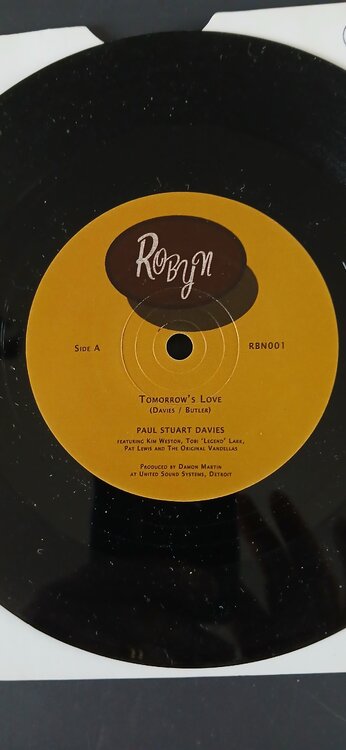 Robyn
Side A RBN001
Tomorrow's Love
(Davies / Butler)
PAUL STUART DAVIES
featuring Kim Weston, Tobi 'Legend' Lark,
Pat Lewis and The Original Vandellas
Produced by Damon Martin
at United Sound Systems, Detroit